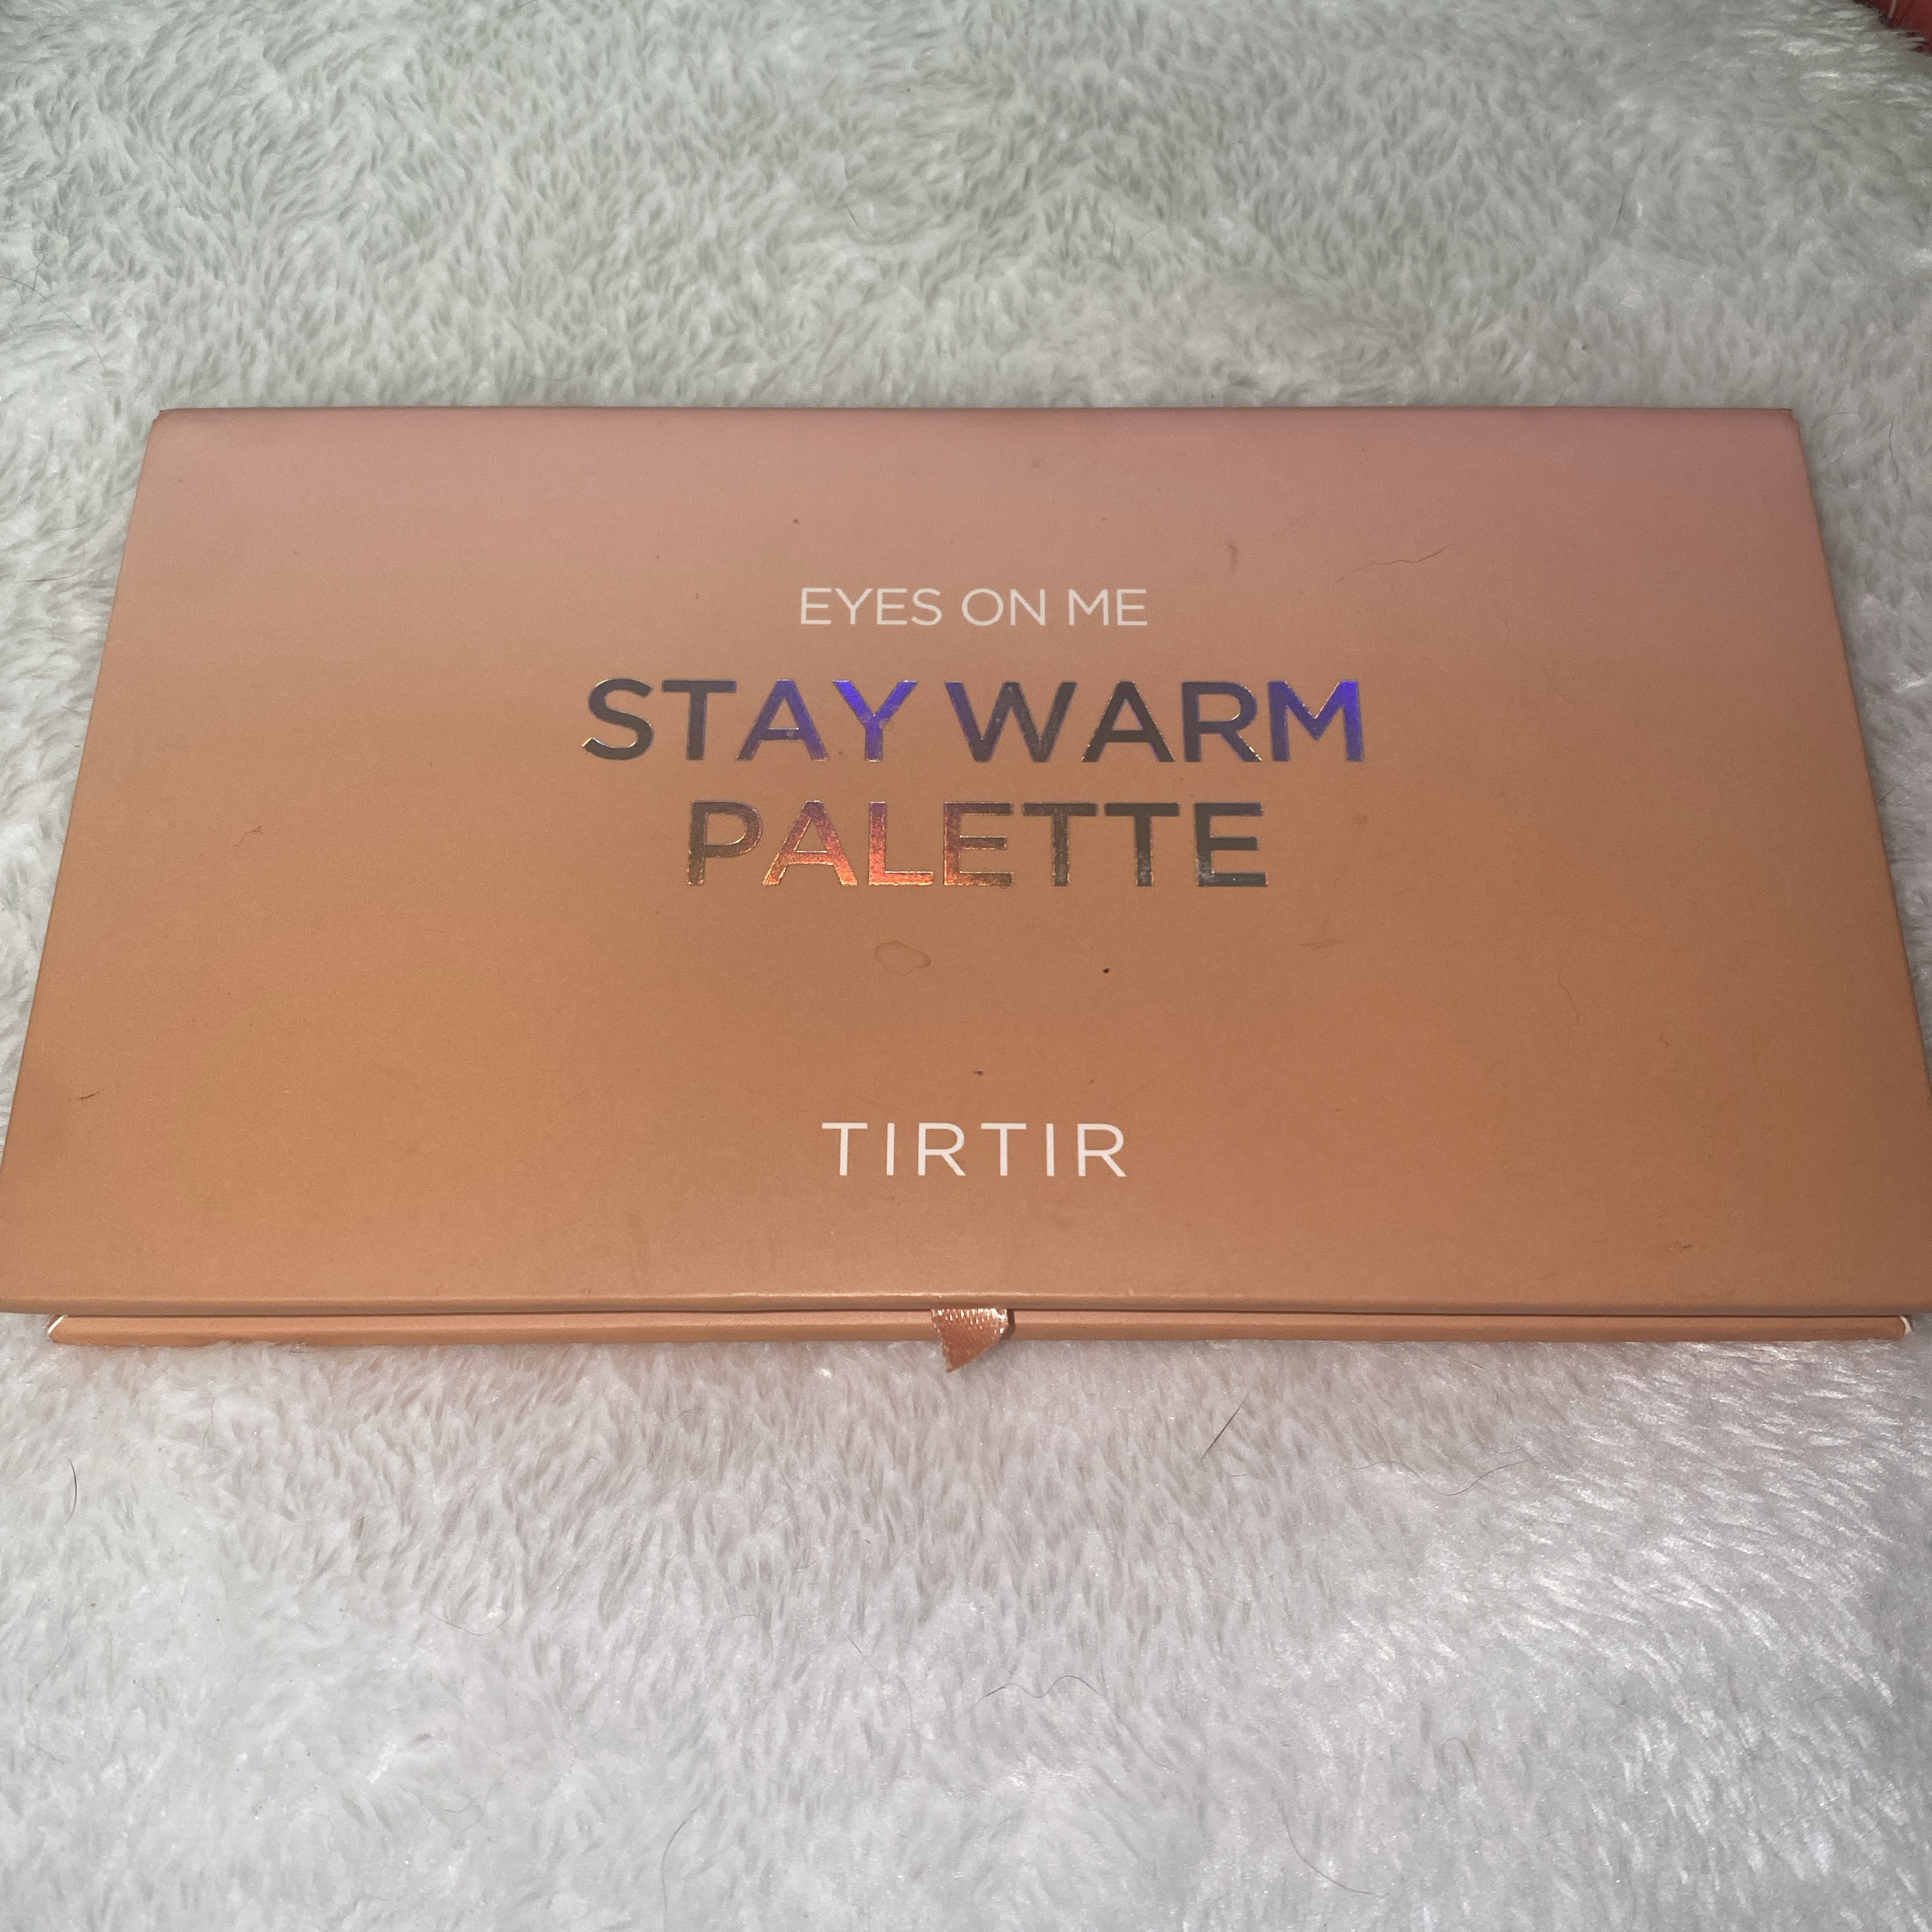 EYES ON ME
STAY WARM
PALETTE
TIRTIR